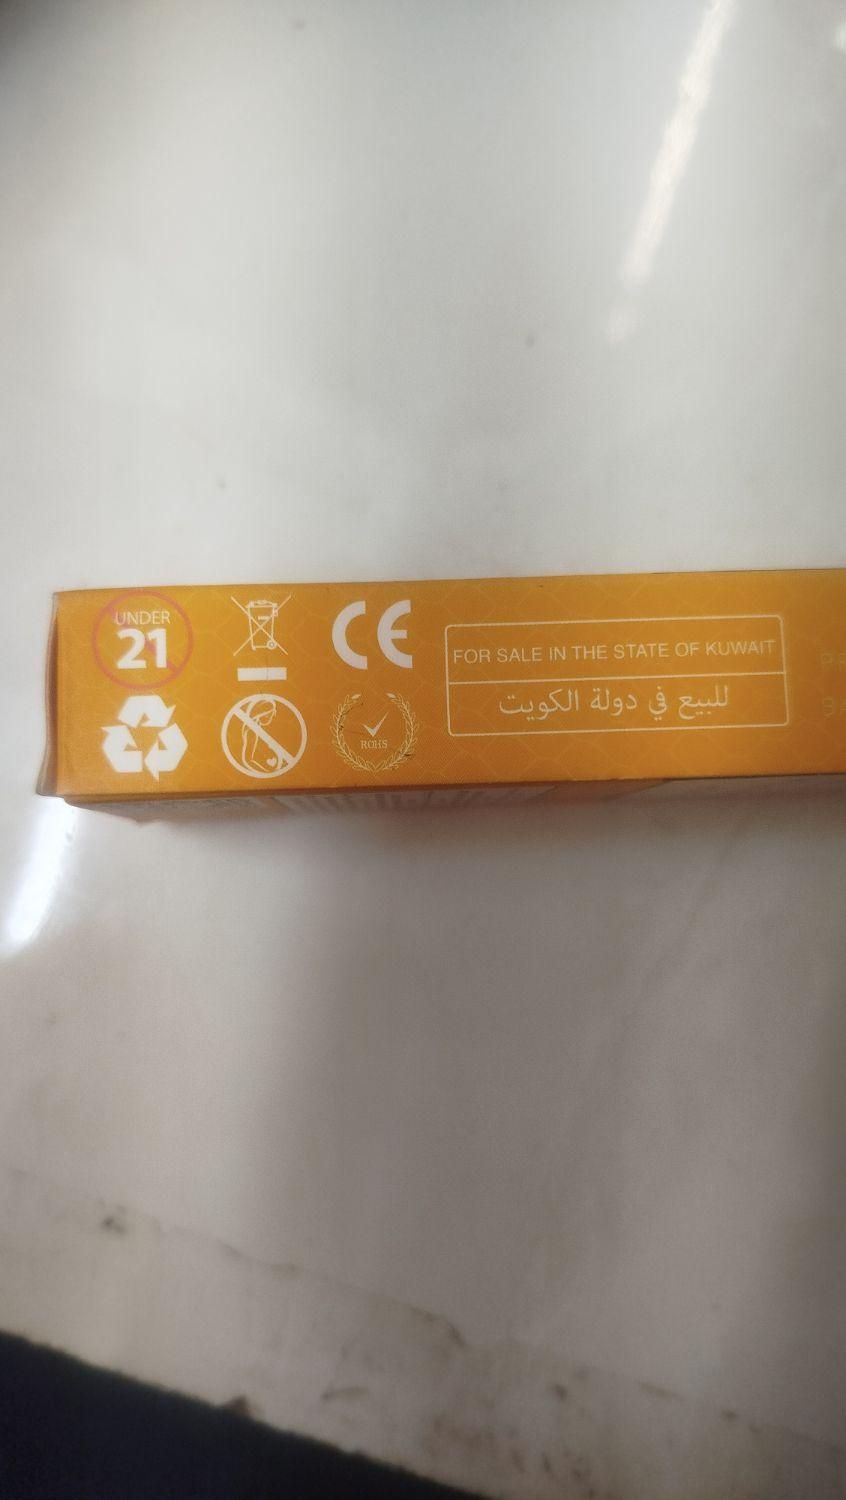 UNDER
21
CE
ROHS
FOR SALE IN THE STATE OF KUWAIT
للبيع في دولة الكويت